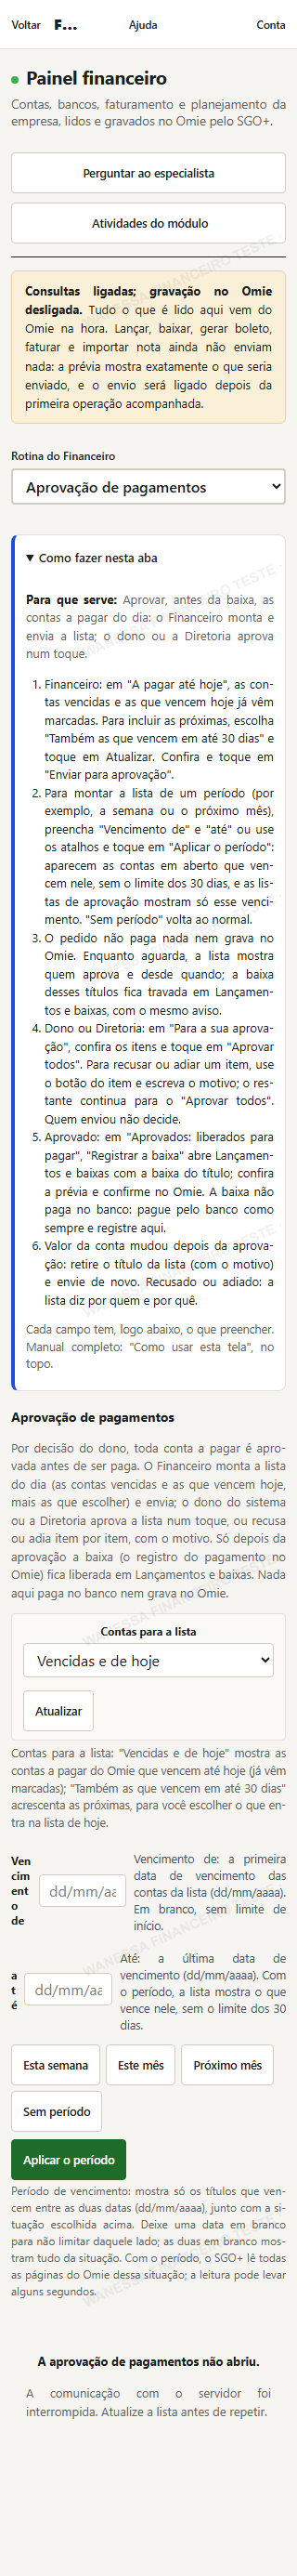 Voltar F... Ajuda Conta
Painel financeiro
Contas, bancos, faturamento e planejamento da
empresa, lidos e gravados no Omie pelo SGO+.
Perguntar ao especialista
Atividades do módulo
Consultas ligadas; gravação no Omie
desligada. Tudo o que é lido aqui vem do
Omie na hora. Lançar, baixar, gerar boleto,
faturar e importar nota ainda não enviam
nada: a prévia mostra exatamente o que seria
enviado, e o envio será ligado depois da
primeira operação acompanhada.
WANESSA FINANCEIRO TESTE ·
Rotina do Financeiro
Aprovação de pagamentos
▼ Como fazer nesta aba
Para que serve: Aprovar, antes da baixa, as
contas a pagar do dia: o Financeiro monta e
envia a lista; o dono ou a Diretoria aprova
num toque.
WANESSA FINANCEIRO TESTE ·
1. Financeiro: em "A pagar até hoje", as con-
tas vencidas e as que vencem hoje já vêm
marcadas. Para incluir as próximas, escolha
"Também as que vencem em até 30 dias" e
toque em Atualizar. Confira e toque em
"Enviar para aprovação".
2. Para montar a lista de um período (por
exemplo, a semana ou o próximo mês),
preencha "Vencimento de" e "até" ou use
os atalhos e toque em "Aplicar o período":
aparecem as contas em aberto que ven-
cem nele, sem o limite dos 30 dias, e as lis-
tas de aprovação mostram só esse venci-
mento. "Sem período" volta ao normal.
3. O pedido não paga nada nem grava no
Omie. Enquanto aguarda, a lista mostra
quem aprova e desde quando; a baixa
desses títulos fica travada em Lançamen-
tos e baixas, com o mesmo aviso.
WANESSA FINANCEIRO TESTE ·
4. Dono ou Diretoria: em "Para a sua aprova-
ção", confira os itens e toque em "Aprovar
todos". Para recusar ou adiar um item, use
o botão do item e escreva o motivo; o res-
tante continua para o "Aprovar todos".
Quem enviou não decide.
5. Aprovado: em "Aprovados: liberados para
pagar", "Registrar a baixa" abre Lançamen-
tos e baixas com a baixa do título; confira
a prévia e confirme no Omie. A baixa não
paga no banco: pague pelo banco como
sempre e registre aqui.
6. Valor da conta mudou depois da aprova-
ção: retire o título da lista (com o motivo)
e envie de novo. Recusado ou adiado: a
lista diz por quem e por quê.
WANESSA FINANCEIRO TESTE ·
Cada campo tem, logo abaixo, o que preencher.
Manual completo: "Como usar esta tela", no
topo.
Aprovação de pagamentos
Por decisão do dono, toda conta a pagar é apro-
vada antes de ser paga. O Financeiro monta a lista
do dia (as contas vencidas e as que vencem hoje,
mais as que escolher) e envia; o dono do sistema
ou a Diretoria aprova a lista num toque, ou recusa
ou adia item por item, com o motivo. Só depois da
aprovação a baixa (o registro do pagamento no
Omie) fica liberada em Lançamentos e baixas. Nada
aqui paga no banco nem grava no Omie.
WANESSA FINANCEIRO TESTE ·
Contas para a lista
Vencidas e de hoje
Atualizar
Contas para a lista: "Vencidas e de hoje" mostra as
contas a pagar do Omie que vencem até hoje (já vêm
marcadas); "Também as que vencem em até 30 dias"
acrescenta as próximas, para você escolher o que en-
tra na lista de hoje.
Ven
cim
ent
o
de
dd/mm/aa
Vencimento de: a primeira
data de vencimento das
contas da lista (dd/mm/aaaa).
Em branco, sem limite de
início.
WANESSA FINANCEIRO TESTE ·
a
t
é
dd/mm/aa
Até: a última data de
vencimento (dd/mm/aaaa). Com
o período, a lista mostra o que
vence nele, sem o limite dos 30
dias.
Esta semana Este mês Próximo mês
Sem período
Aplicar o período
Período de vencimento: mostra só os títulos que ven-
cem entre as duas datas (dd/mm/aaaa), junto com a si-
tuação escolhida acima. Deixe uma data em branco
para não limitar daquele lado; as duas em branco mos-
tram tudo da situação. Com o período, o SGO+ lê todas
as páginas do Omie dessa situação; a leitura pode levar
alguns segundos.
WANESSA FINANCEIRO TESTE ·
A aprovação de pagamentos não abriu.
A comunicação com o servidor foi
interrompida. Atualize a lista antes de repetir.